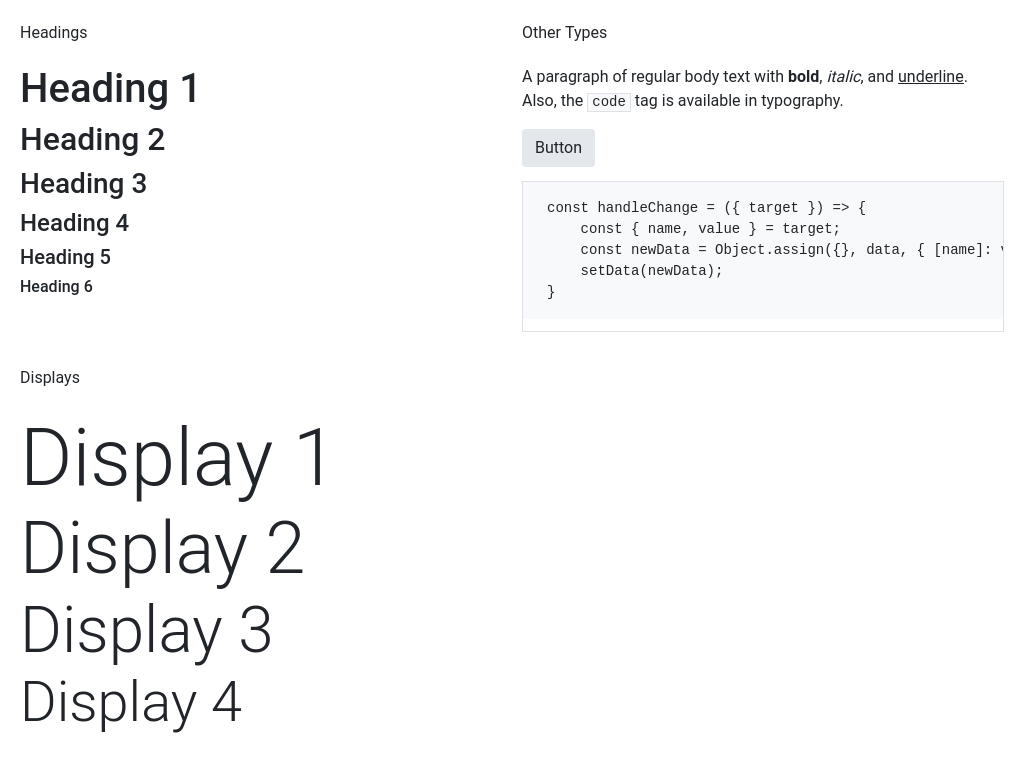 Headings
Heading 1
Heading 2
Heading 3
Heading 4
Heading 5
Heading 6
Other Types
A paragraph of regular body text with bold, italic, and underline.
Also, the code tag is available in typography.
Button
const handleChange = ({ target }) => {
    const { name, value } = target;
    const newData = Object.assign({}, data, { [name]:
    setData(newData);
}
Displays
Display 1
Display 2
Display 3
Display 4